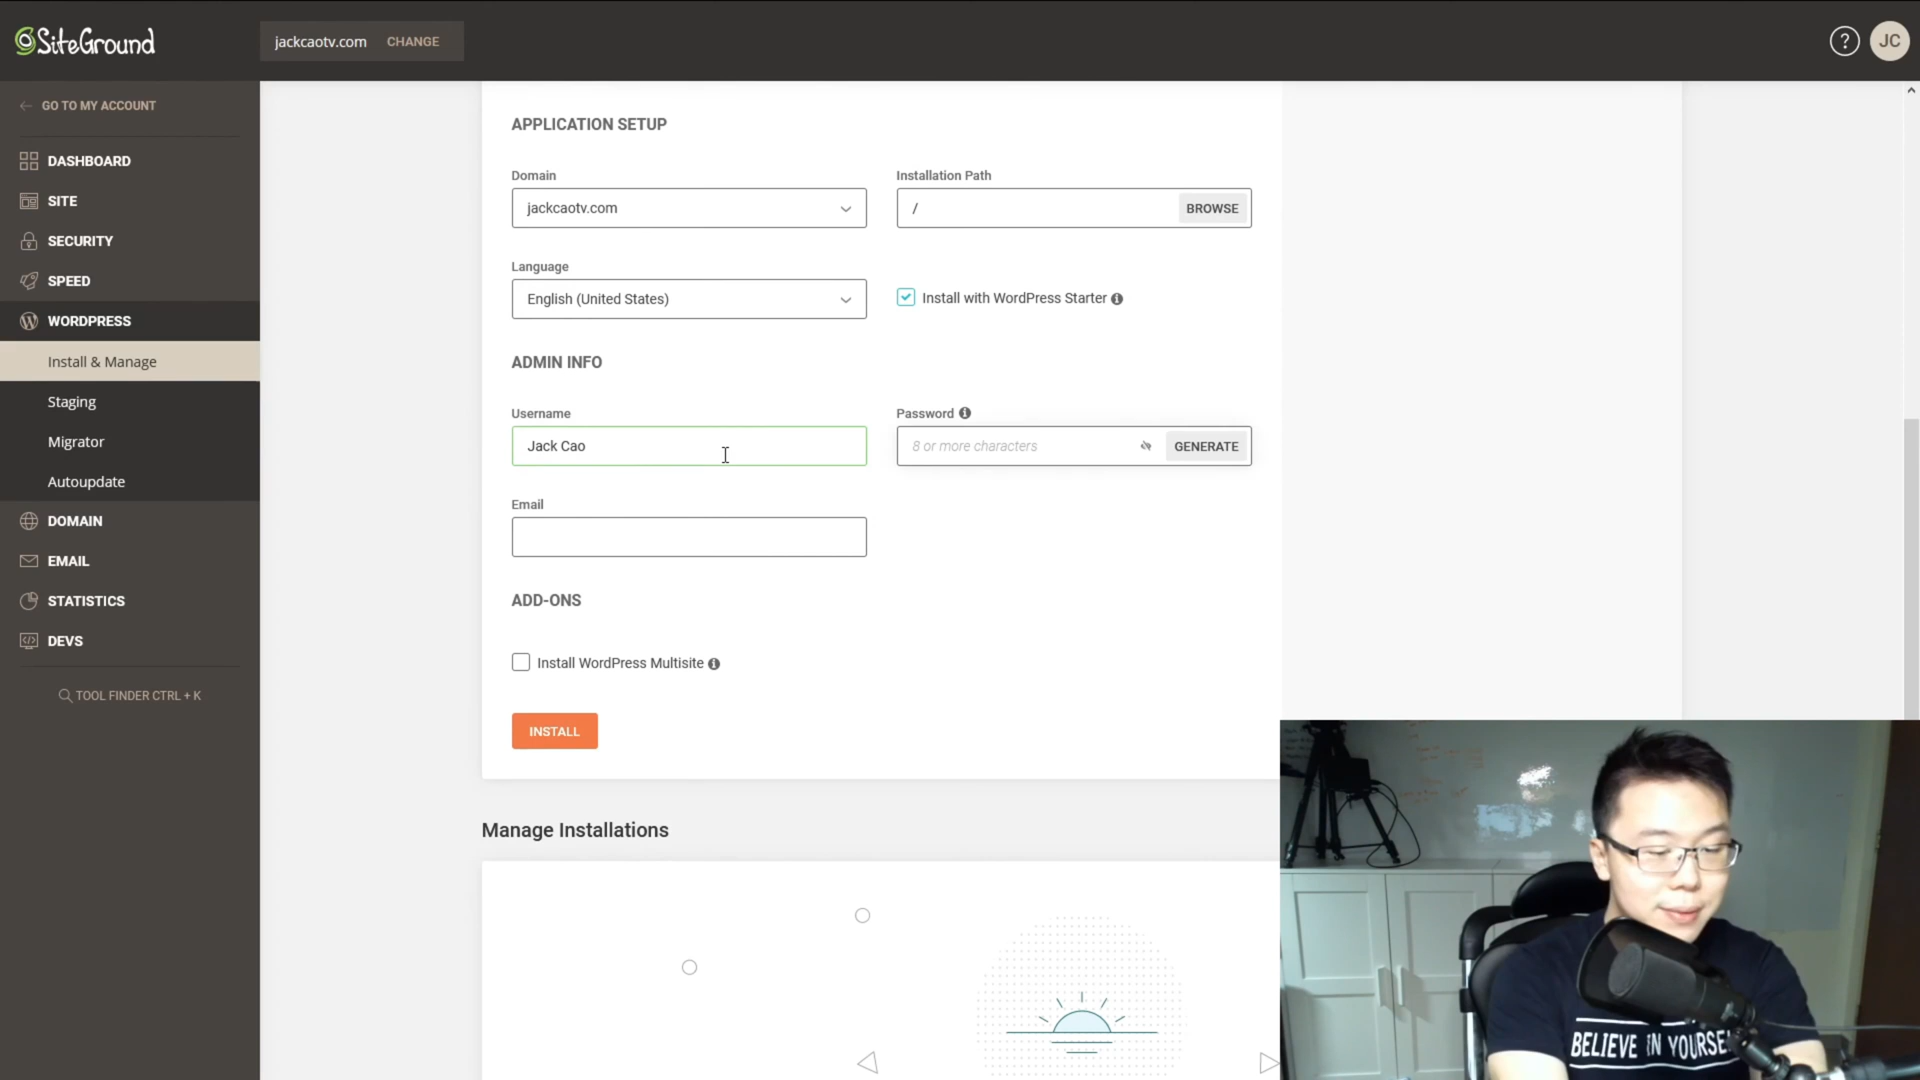 SiteGround
jackcaotv.com CHANGE
? JC
GO TO MY ACCOUNT
DASHBOARD
SITE
SECURITY
SPEED
WORDPRESS
Install & Manage
Staging
Migrator
Autoupdate
DOMAIN
EMAIL
STATISTICS
DEVS
TOOL FINDER CTRL + K
APPLICATION SETUP
Domain
jackcaotv.com
Installation Path
/ BROWSE
Language
English (United States)
Install with WordPress Starter
ADMIN INFO
Username
Jack Cao
Password
8 or more characters GENERATE
Email
ADD-ONS
Install WordPress Multisite
INSTALL
Manage Installations
BELIEVE IN YOURSE